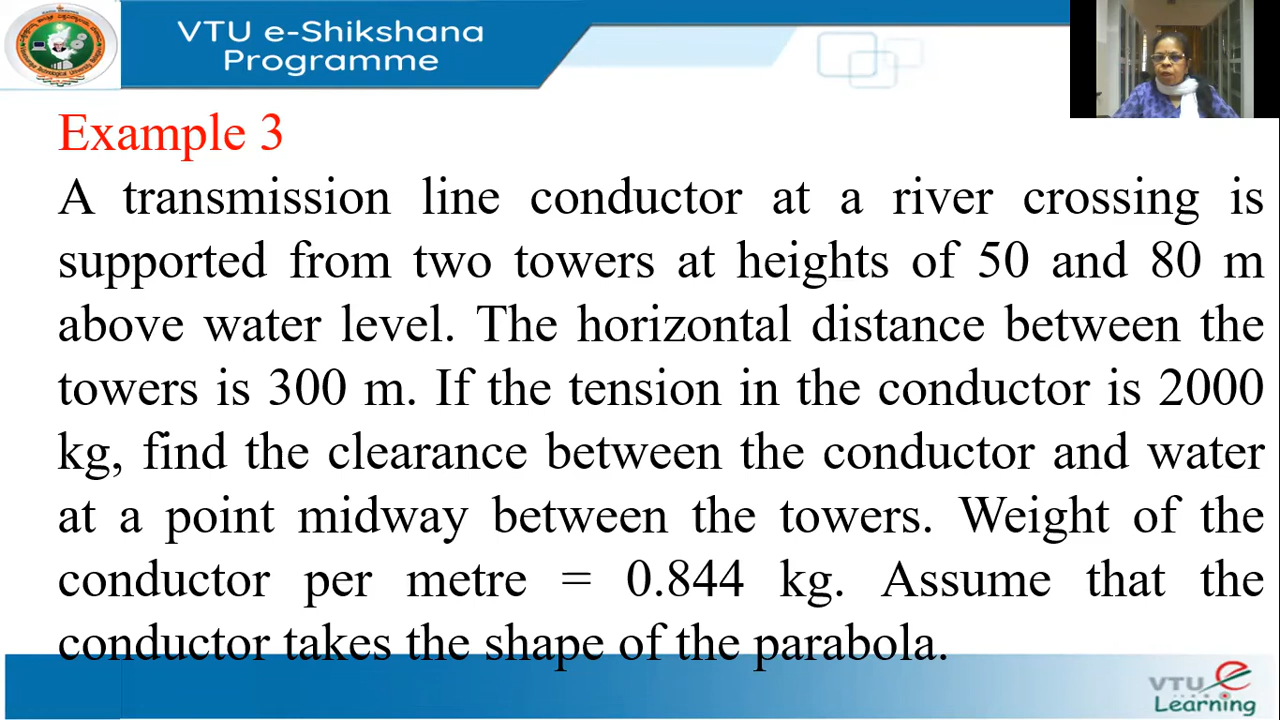 VTU e-Shikshana
Programme
Example 3
A transmission line conductor at a river crossing is
supported from two towers at heights of 50 and 80 m
above water level. The horizontal distance between the
towers is 300 m. If the tension in the conductor is 2000
kg, find the clearance between the conductor and water
at a point midway between the towers. Weight of the
conductor per metre = 0.844 kg. Assume that the
conductor takes the shape of the parabola.
VTU e
Learning